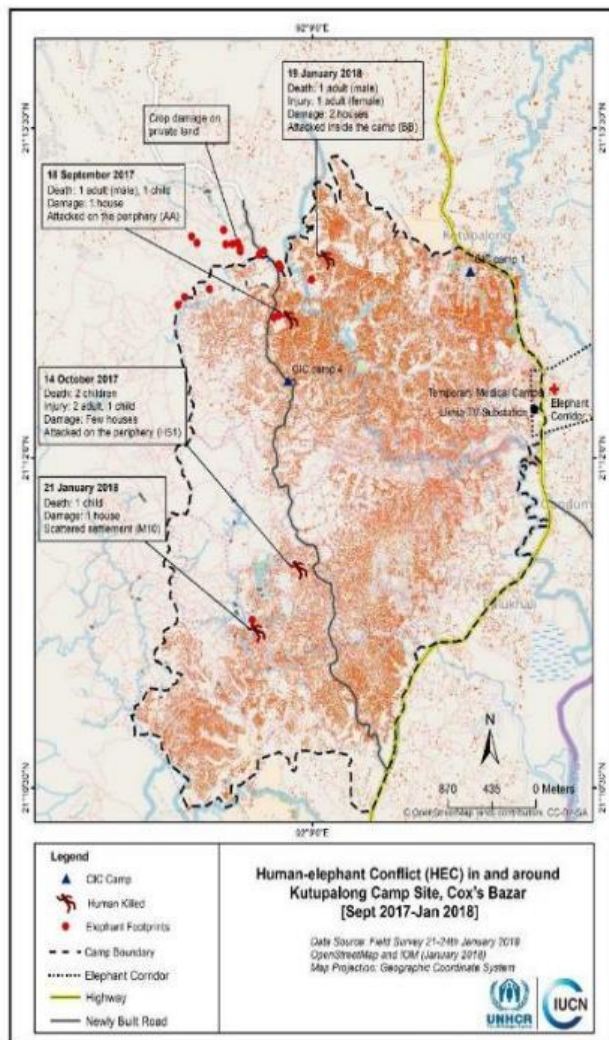 92°0'E
19 January 2018
Death: 1 adult (male)
Injury: 1 adult (female)
Damage: 2 houses
Attacked inside the camp (BB)
Crop damage on
private land
18 September 2017
Death: 1 adult (male), 1 child
Damage: 1 house
Attacked on the periphery (AA)
Kutupalong
CIC camp 1
14 October 2017
Death: 2 children
Injury: 2 adult, 1 child
Damage: Few houses
Attacked on the periphery
CIC camp 4
Temporary Medical Camp
Ukhia TV Substation
Elephant
Corridor
21 January 2018
Death: 1 child
Damage: 1 house
Scattered settlement (M10)
N
870 435 0 Meters
© OpenStreetMap contributors, CC-BY-SA
92°0'E
Legend
CIC Camp
Human Killed
Elephant Footprints
Camp Boundary
Elephant Corridor
Highway
Newly Built Road
Human-elephant Conflict (HEC) in and around
Kutupalong Camp Site, Cox's Bazar
[Sept 2017-Jan 2018]
Data Source: Field Survey 21-24th January 2018
OpenStreetMap and IOM (January 2018)
Map Projection: Geographic Coordinate System
UNHCR
IUCN